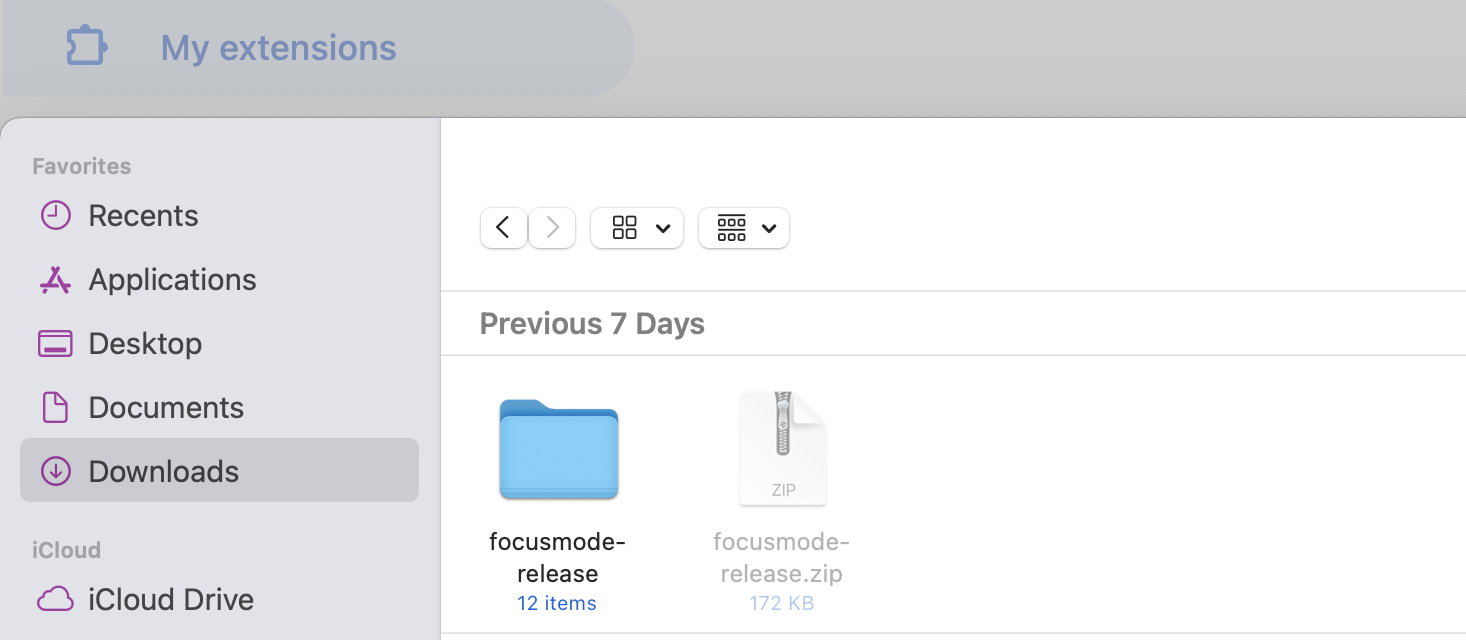 My extensions
Favorites
Recents
Applications
Desktop
Documents
Downloads
iCloud
iCloud Drive
Previous 7 Days
focusmode-
release
12 items
ZIP
focusmode-
release.zip
172 KB